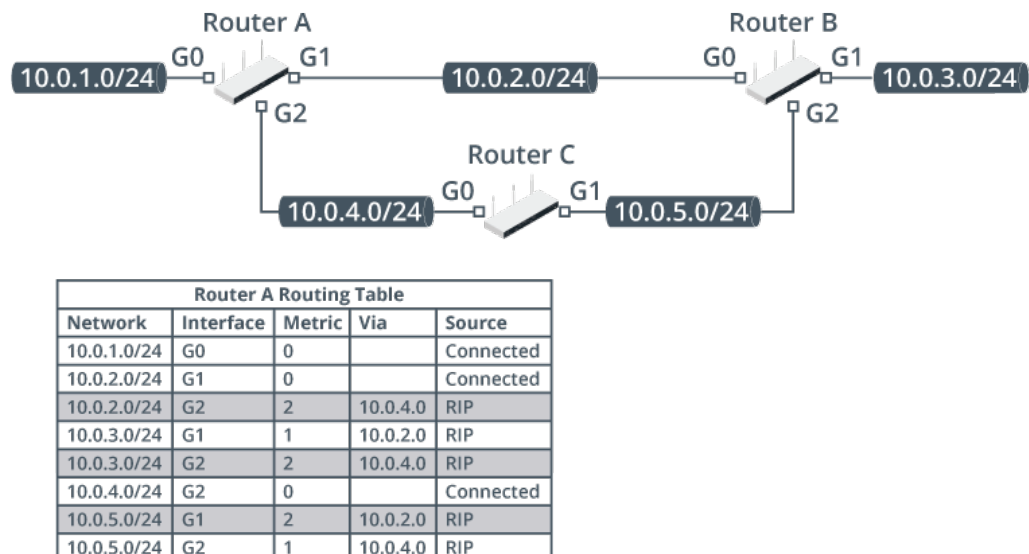 Router A
Router B
G0
G1
G0
G1
10.0.1.0/24
10.0.2.0/24
10.0.3.0/24
G2
G2
Router C
G0
G1
10.0.4.0/24
10.0.5.0/24
Router A Routing Table
Network Interface Metric Via Source
10.0.1.0/24 G0 0 Connected
10.0.2.0/24 G1 0 Connected
10.0.2.0/24 G2 2 10.0.4.0 RIP
10.0.3.0/24 G1 1 10.0.2.0 RIP
10.0.3.0/24 G2 2 10.0.4.0 RIP
10.0.4.0/24 G2 0 Connected
10.0.5.0/24 G1 2 10.0.2.0 RIP
10.0.5.0/24 G2 1 10.0.4.0 RIP